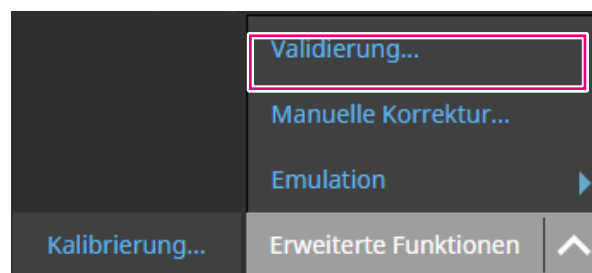 Validierung...
Manuelle Korrektur...
Emulation
Kalibrierung... Erweiterte Funktionen